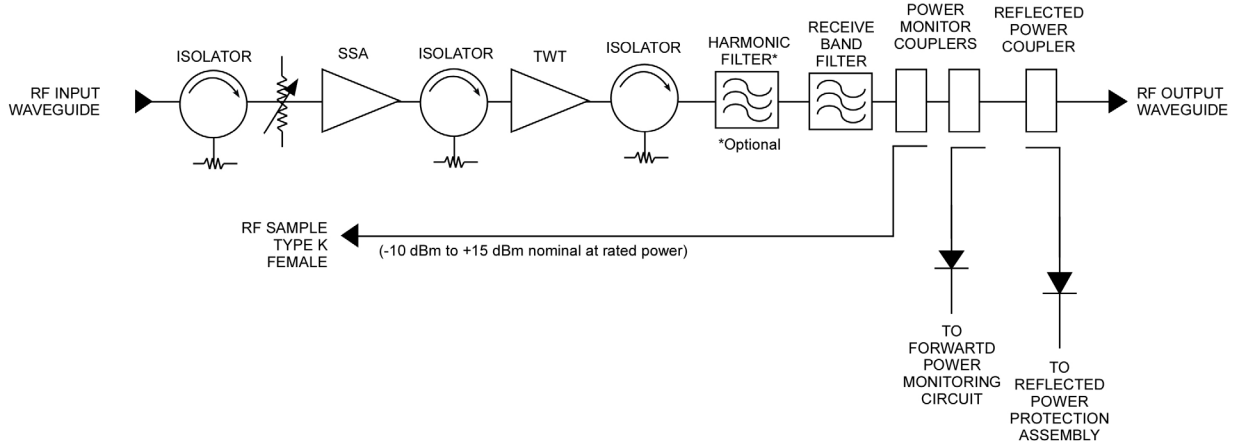 POWER
MONITOR
COUPLERS
REFLECTED
POWER
COUPLER
RECEIVE
BAND
FILTER
HARMONIC
FILTER*
ISOLATOR
SSA
ISOLATOR
TWT
ISOLATOR
RF INPUT
WAVEGUIDE
RF OUTPUT
WAVEGUIDE
*Optional
RF SAMPLE
TYPE K
FEMALE
(-10 dBm to +15 dBm nominal at rated power)
TO
FORWARTD
POWER
MONITORING
CIRCUIT
TO
REFLECTED
POWER
PROTECTION
ASSEMBLY